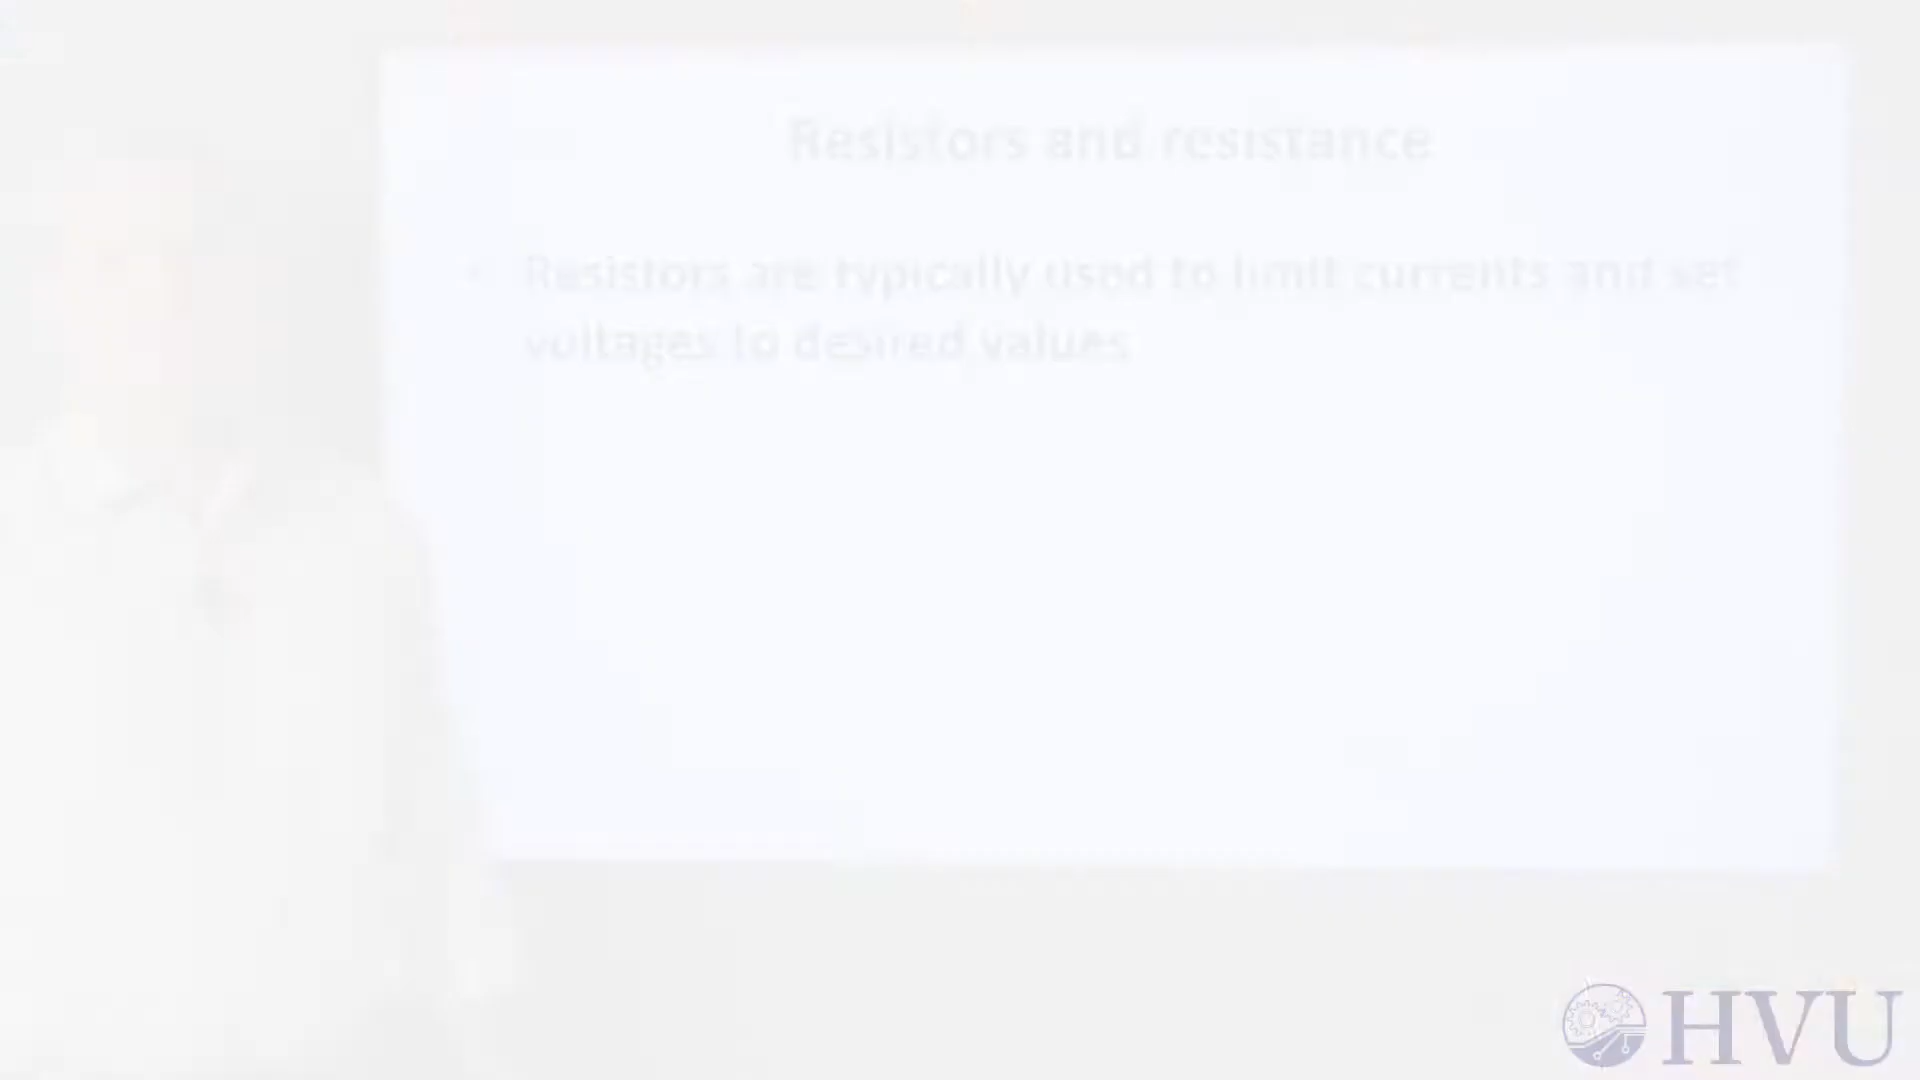 Resistors and resistance
• Resistors are typically used to limit currents and set
voltages to desired values
HVU